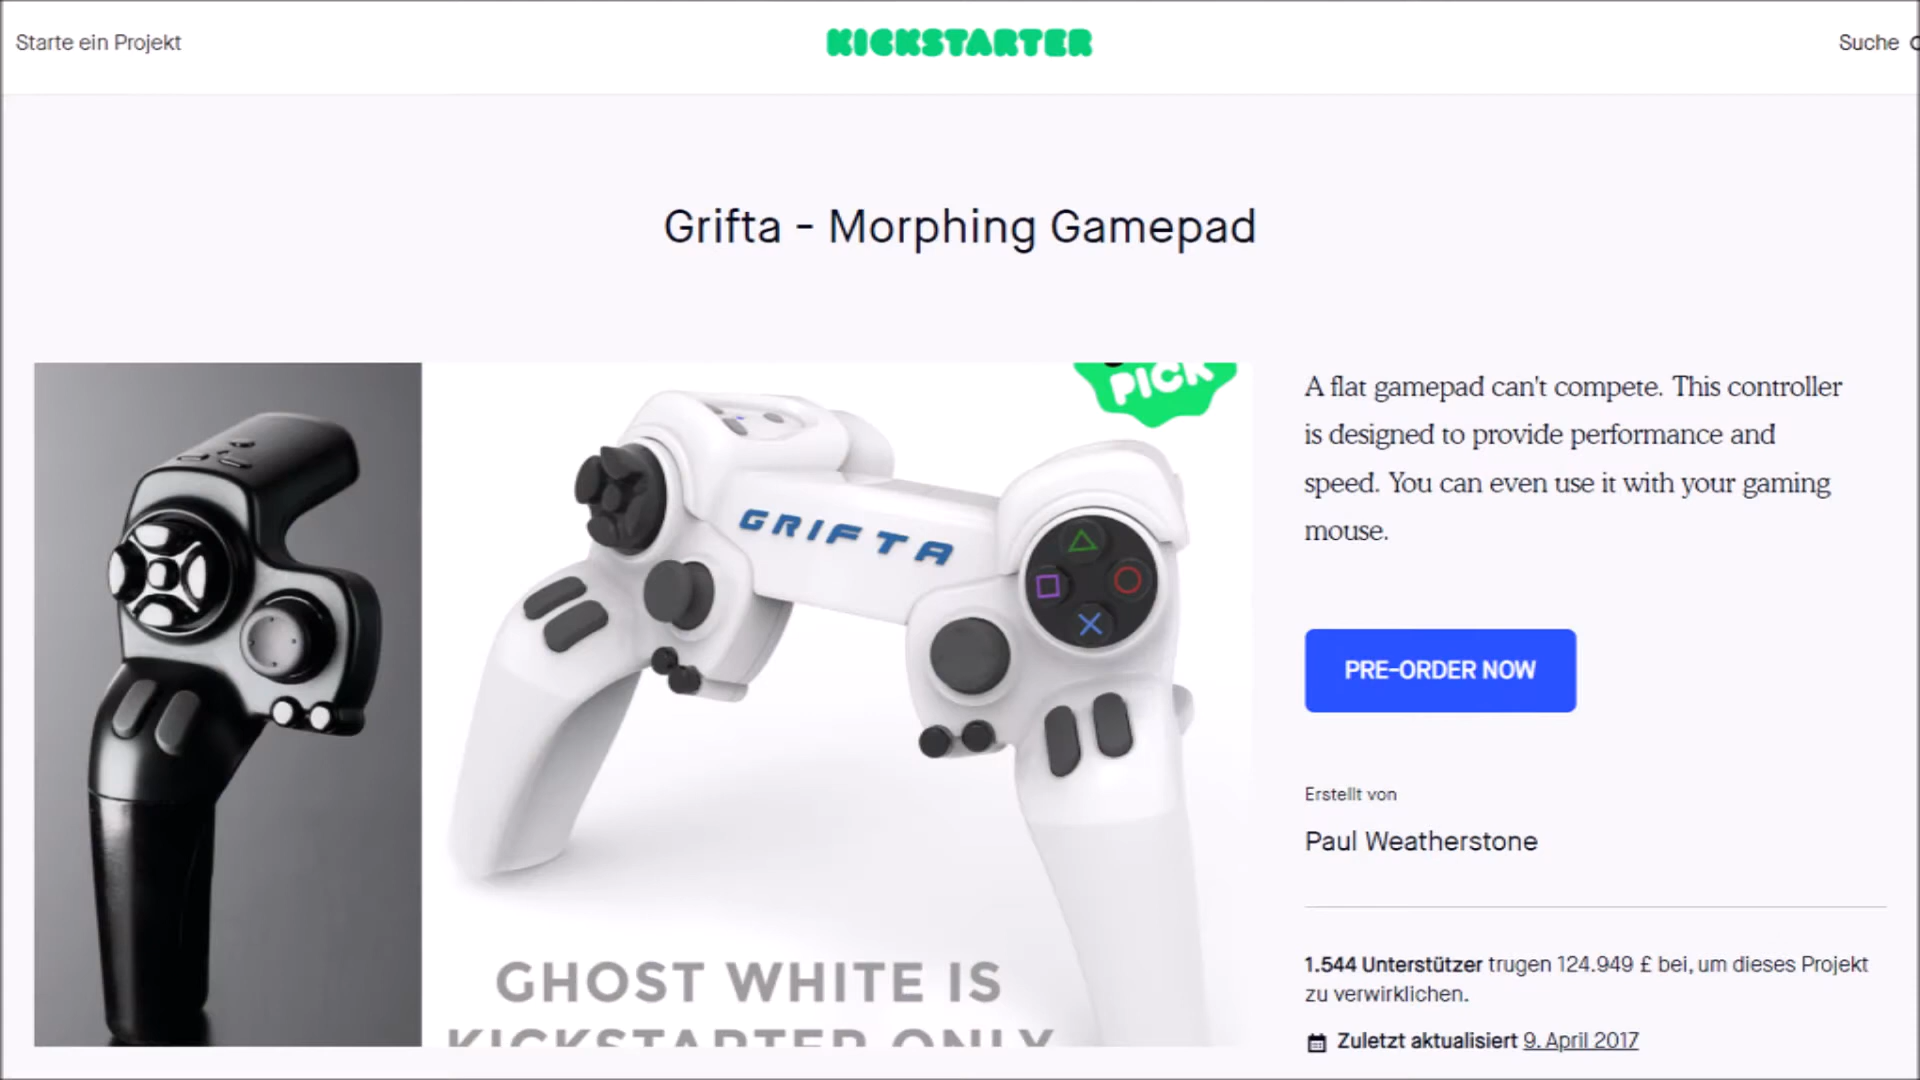 Starte ein Projekt
KICKSTARTER
Suche
Grifta - Morphing Gamepad
PICK
GRIFTA
GHOST WHITE IS
KICKSTARTER ONLY
A flat gamepad can't compete. This controller
is designed to provide performance and
speed. You can even use it with your gaming
mouse.
PRE-ORDER NOW
Erstellt von
Paul Weatherstone
1.544 Unterstützer trugen 124.949 £ bei, um dieses Projekt
zu verwirklichen.
Zuletzt aktualisiert 9. April 2017